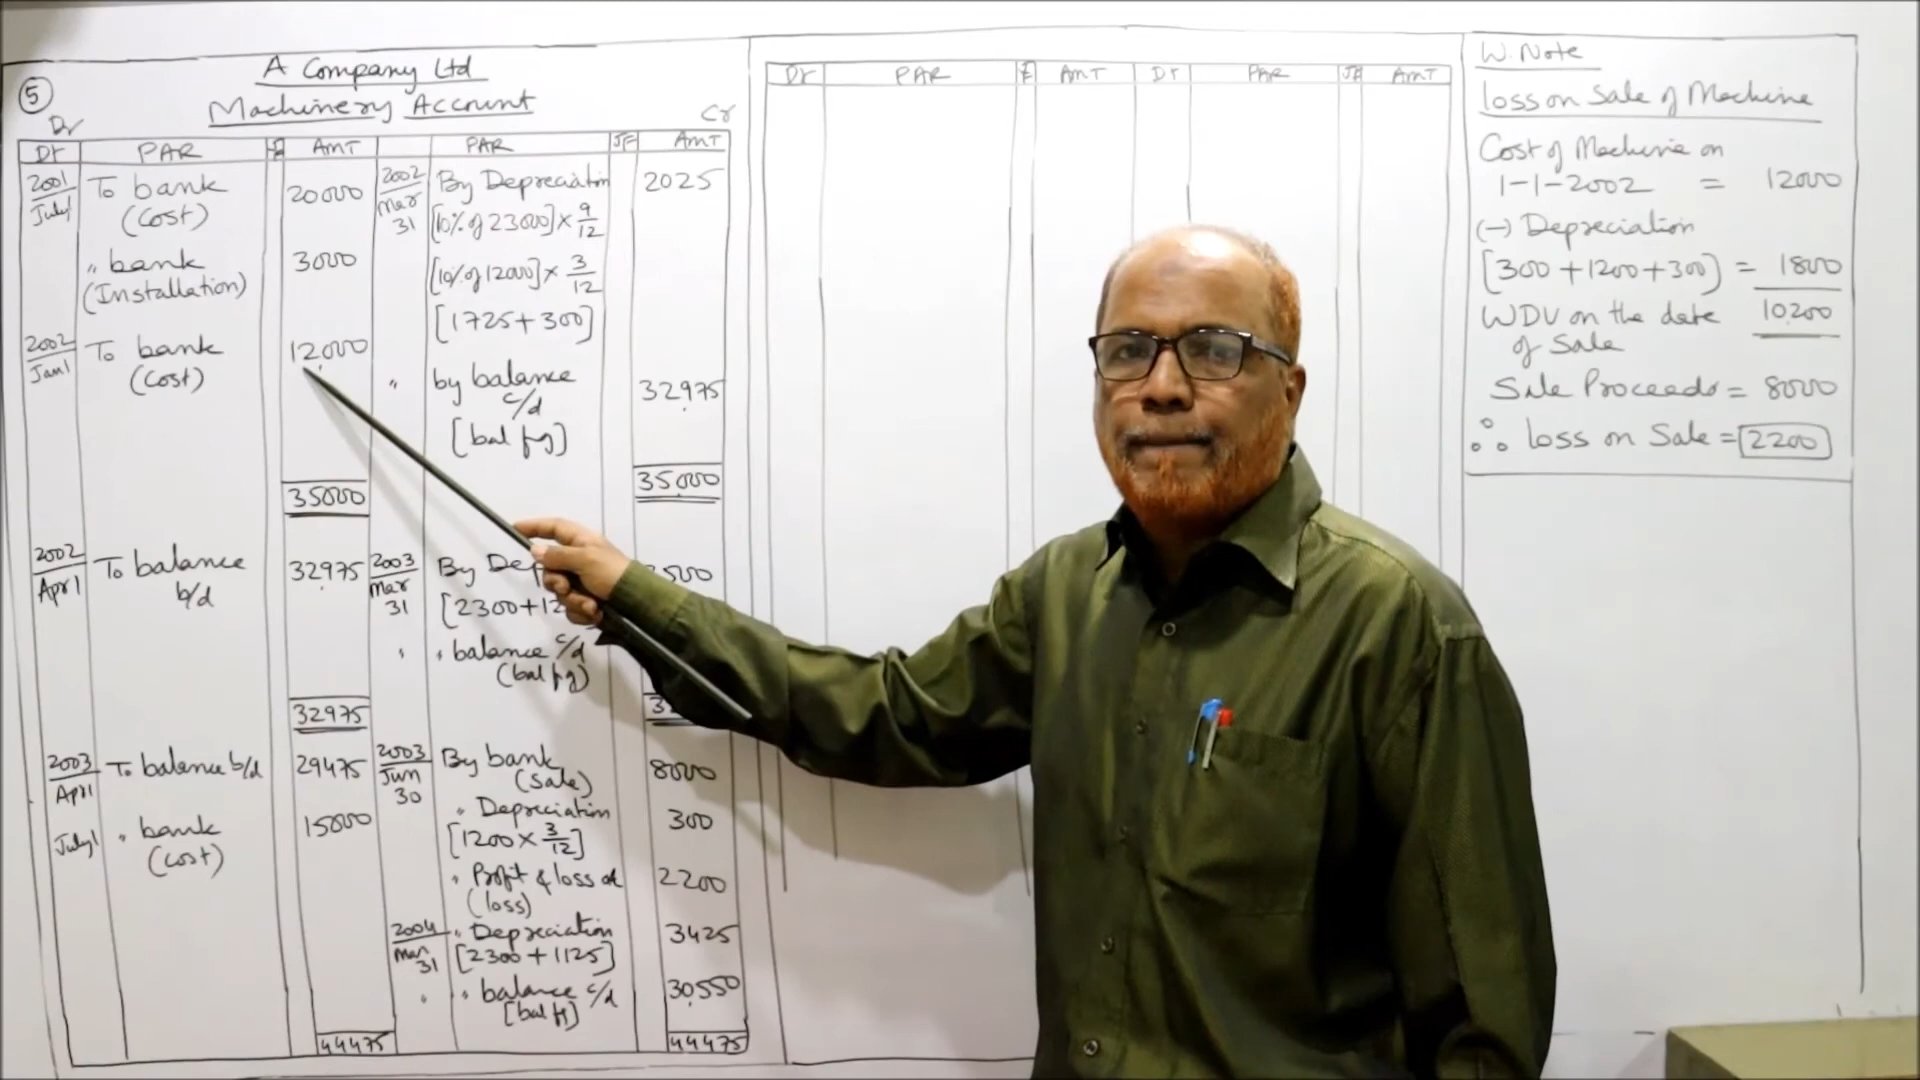 5
A Company Ltd
Machinery Account
Dr
Cr
DT PAR AMT PAR JF AMT
2001 July 1 To bank (Cost) 20000
" bank (Installation) 3000
2002 Jan 1 To bank (Cost) 12000
35000
2002 Mar 31 By Depreciation 2025
[10% of 23000] × 9/12
[10% of 12000] × 3/12
[1725 + 300]
" by balance c/d 32975
[bal fig]
35000
2002 Apr 1 To balance b/d 32975
32975
2003 Mar 31 By Dep 500
[2300+12
" " balance c/d
(bal fig)
2003 Apr 1 To balance b/d 29475
July 1 " bank (cost) 15000
44475
2003 Jun 30 By bank (sale) 8000
" Depreciation 300
[1200 × 3/12]
" Profit & loss a/c (loss) 2200
2004 Mar 31 " Depreciation 3425
[2300 + 1125]
" " balance c/d 30550
[bal fig]
44475
Dr PAR AMT Dr PAR JF AMT
W. Note
loss on Sale of Machine
Cost of Machine on
1-1-2002 = 12000
(-) Depreciation
[300 + 1200 + 300] = 1800
WDV on the date 10200
of Sale
Sale Proceeds = 8000
∴ loss on Sale = 2200